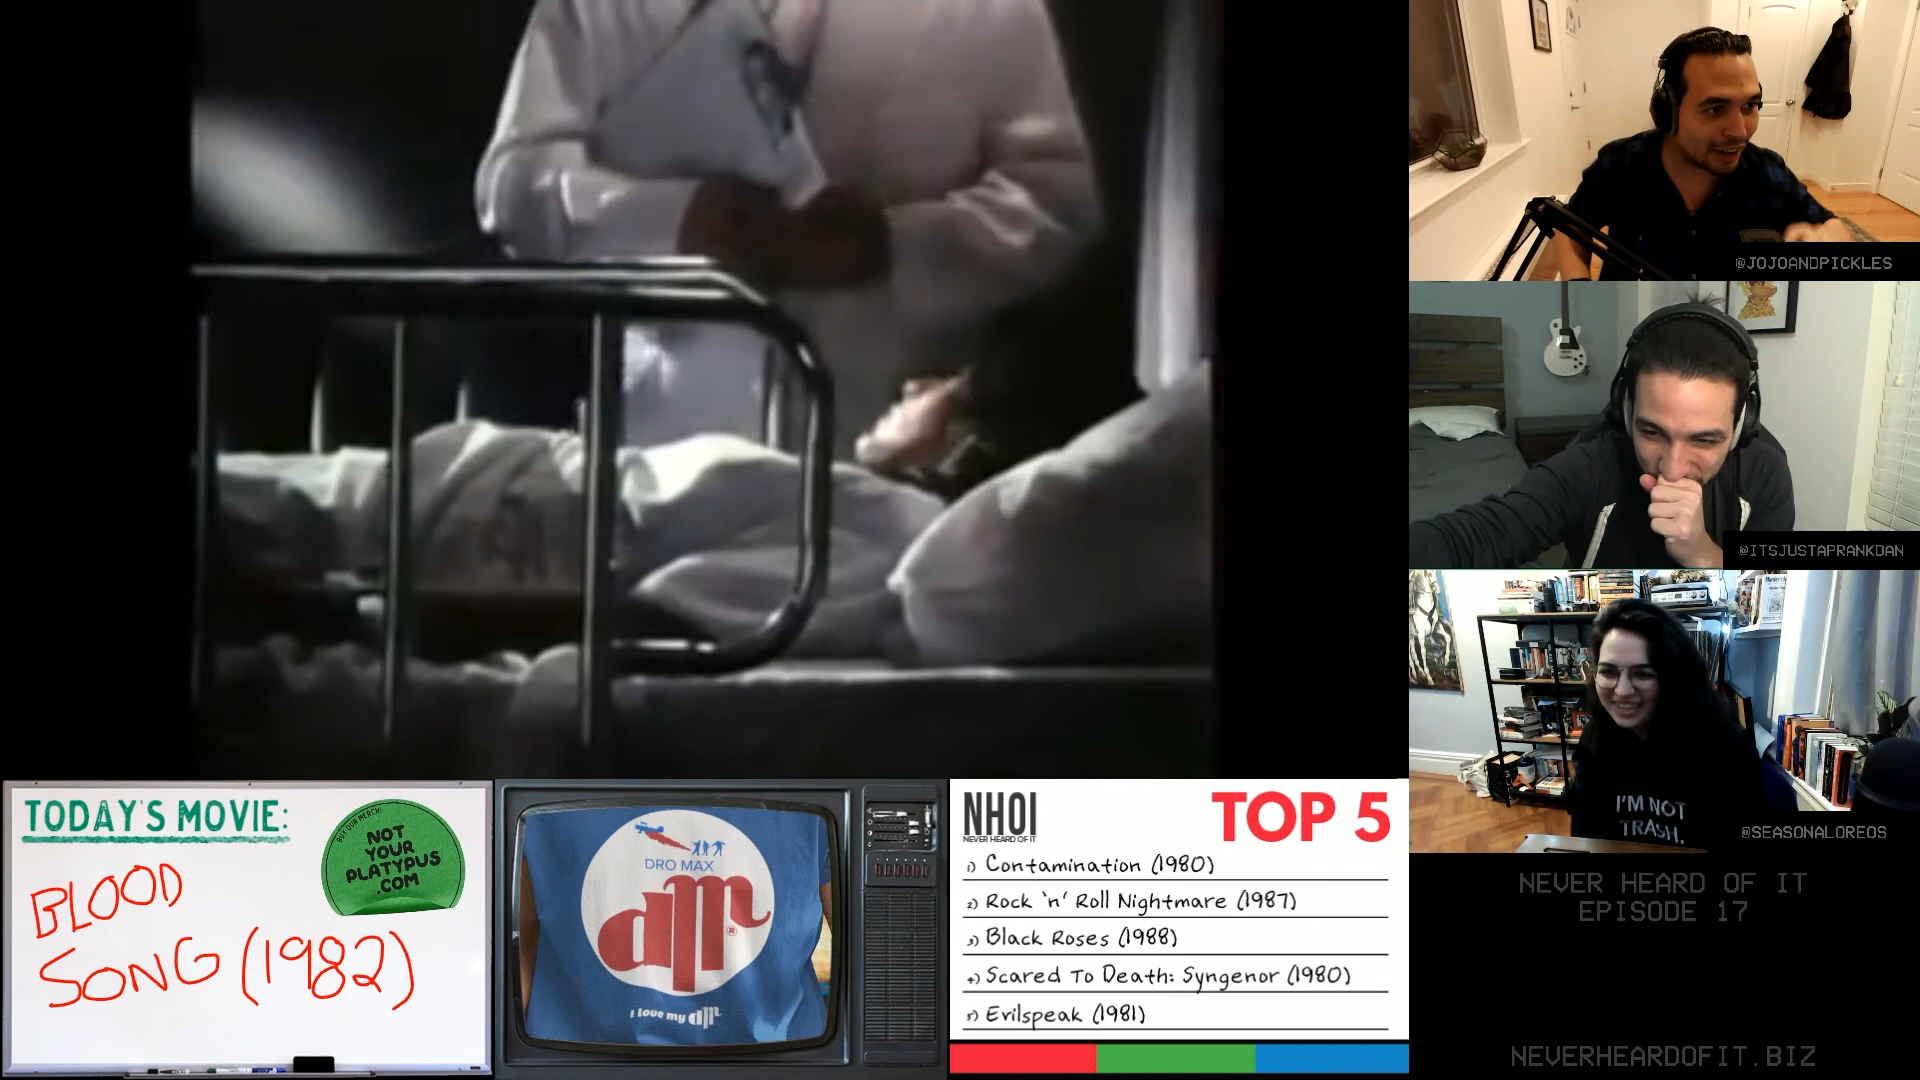 @JOJOANDPICKLES
@ITSJUSTAPRANKDAN
I'M NOT
TRASH.
@SEASONALOREOS
NEVER HEARD OF IT
EPISODE 17
NEVERHEARDOFIT.BIZ
TODAY'S MOVIE:
BLOOD
SONG (1982)
BUY OUR MERCH!
NOT
YOUR
PLATYPUS
.COM
DRO MAX
dm®
I love my dm
NHOI
NEVER HEARD OF IT
TOP 5
1) Contamination (1980)
2) Rock 'n' Roll Nightmare (1987)
3) Black Roses (1988)
4) Scared To Death: Syngenor (1980)
5) Evilspeak (1981)